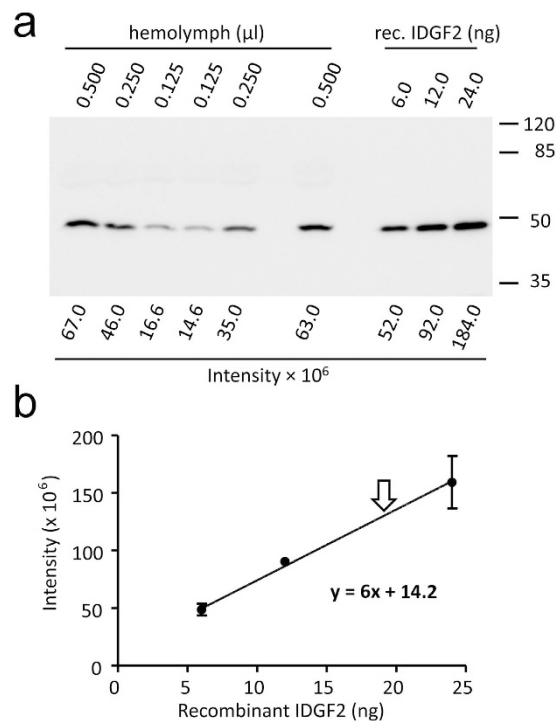 a
hemolymph (µl) rec. IDGF2 (ng)
0.500 0.250 0.125 0.125 0.250 0.500 6.0 12.0 24.0
120
85
50
35
67.0 46.0 16.6 14.6 35.0 63.0 52.0 92.0 184.0
Intensity × 10⁶
b
Intensity (x 10⁶)
200
150
100
50
0
y = 6x + 14.2
0 5 10 15 20 25
Recombinant IDGF2 (ng)